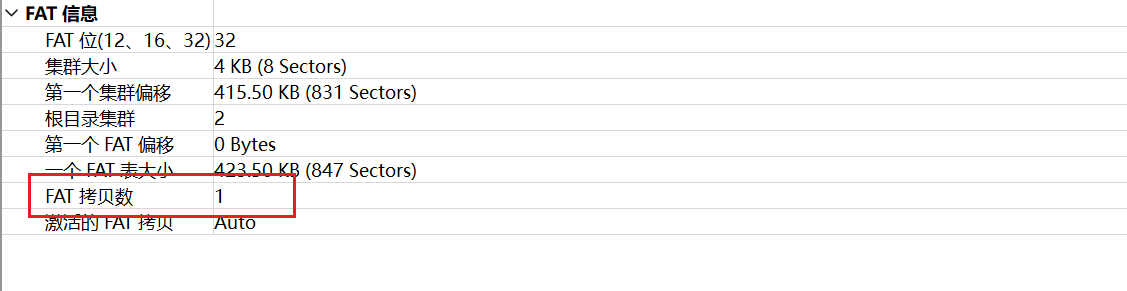 FAT 信息
FAT 位(12、16、32) 32
集群大小 4 KB (8 Sectors)
第一个集群偏移 415.50 KB (831 Sectors)
根目录集群 2
第一个 FAT 偏移 0 Bytes
一个 FAT 表大小 423.50 KB (847 Sectors)
FAT 拷贝数 1
激活的 FAT 拷贝 Auto